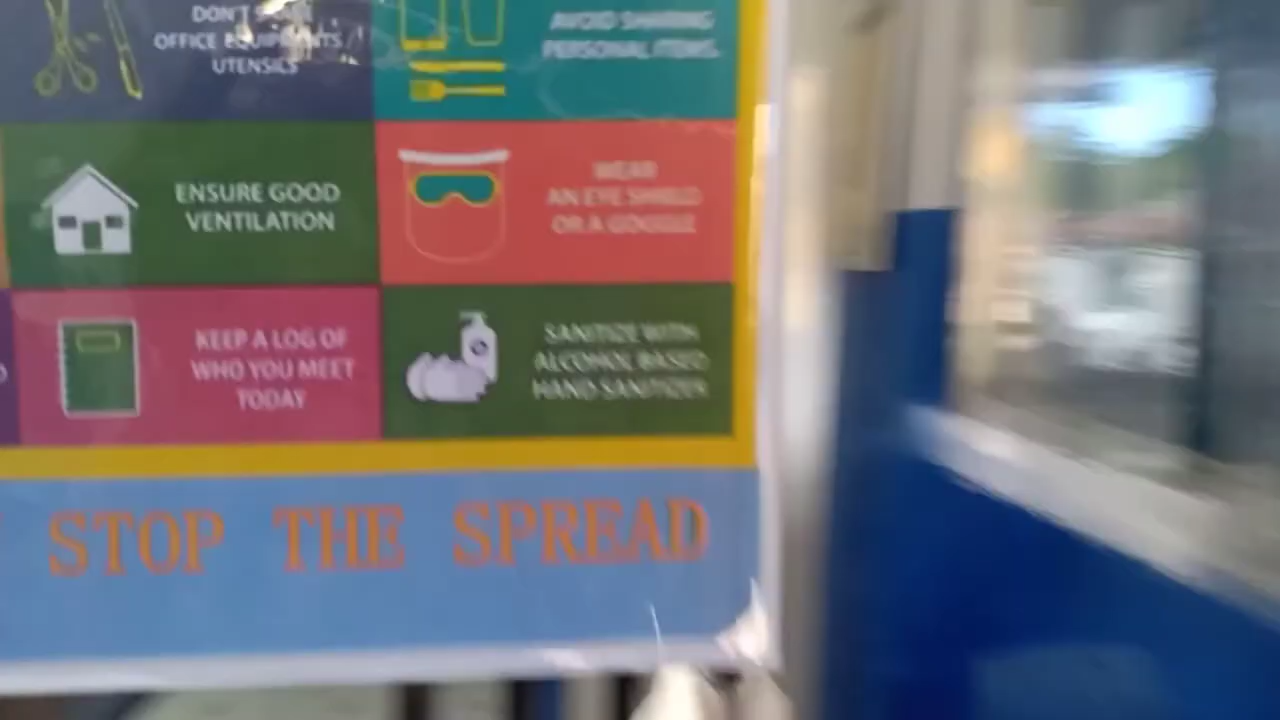 DON'T
OFFICE EQUIPMENTS/
UTENSILS
AVOID SHARING
PERSONAL ITEMS.
ENSURE GOOD
VENTILATION
WEAR
AN EYE SHIELD
OR A GOGGLE
KEEP A LOG OF
WHO YOU MEET
TODAY
SANITIZE WITH
ALCOHOL BASED
HAND SANITIZER
STOP THE SPREAD